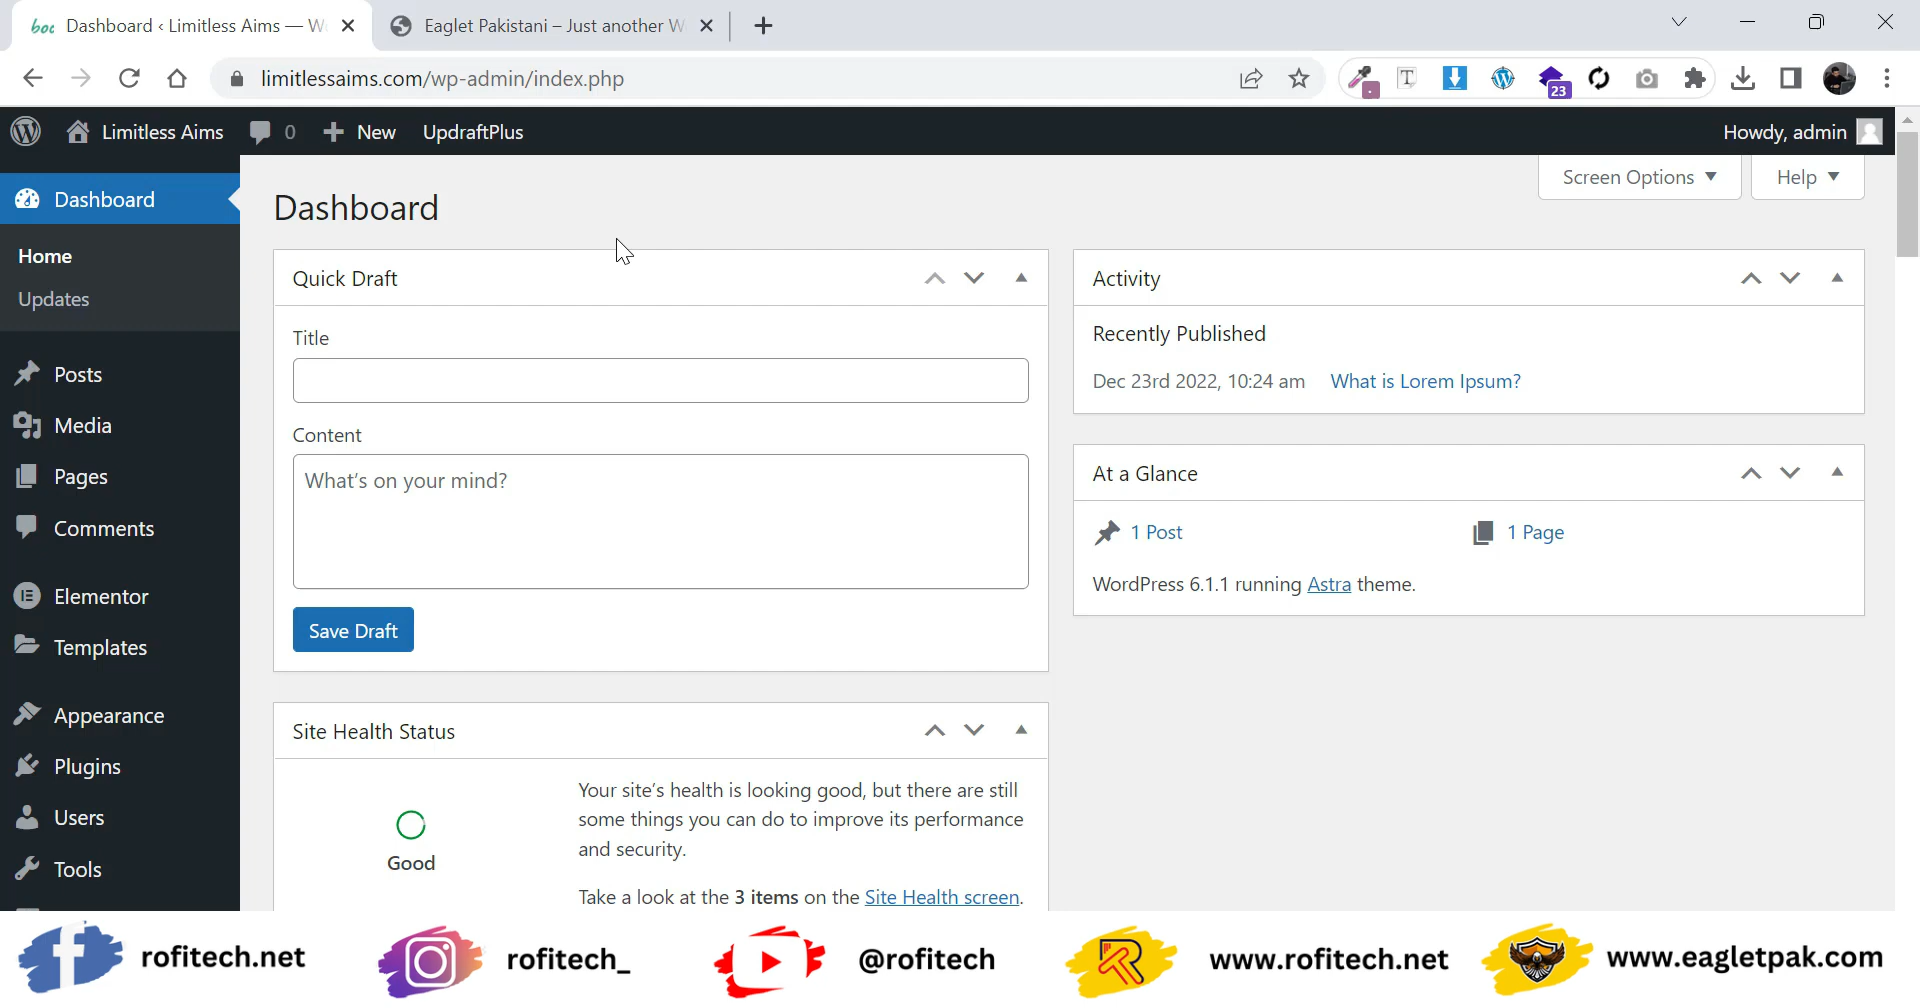 boc Dashboard ‹ Limitless Aims — W
Eaglet Pakistani – Just another W
limitlessaims.com/wp-admin/index.php
T
23
Limitless Aims
0
New
UpdraftPlus
Howdy, admin
Dashboard
Home
Updates
Posts
Media
Pages
Comments
Elementor
Templates
Appearance
Plugins
Users
Tools
Dashboard
Screen Options
Help
Quick Draft
Title
Content
What's on your mind?
Save Draft
Site Health Status
Good
Your site's health is looking good, but there are still
some things you can do to improve its performance
and security.
Take a look at the 3 items on the Site Health screen.
Activity
Recently Published
Dec 23rd 2022, 10:24 am What is Lorem Ipsum?
At a Glance
1 Post
1 Page
WordPress 6.1.1 running Astra theme.
rofitech.net
rofitech_
@rofitech
www.rofitech.net
www.eagletpak.com